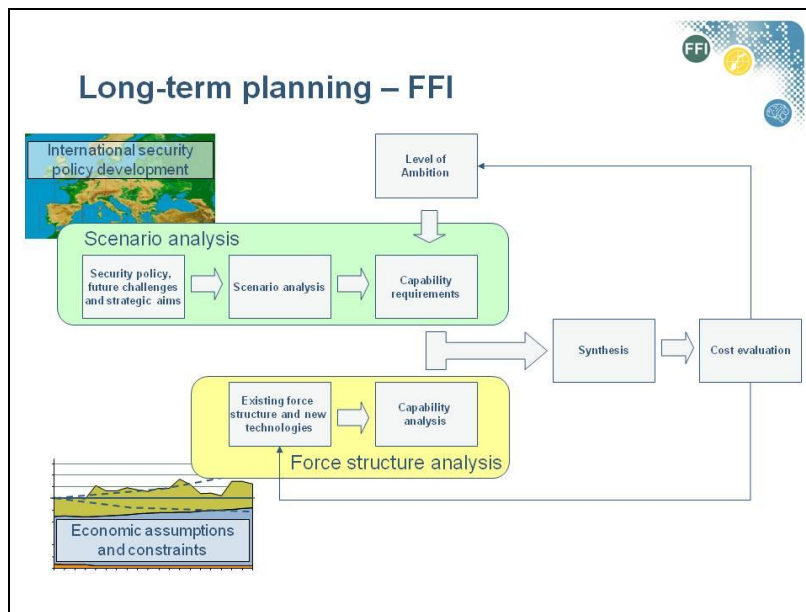 FFI
Long-term planning – FFI
International security
policy development
Level of
Ambition
Scenario analysis
Security policy,
future challenges
and strategic aims
Scenario analysis
Capability
requirements
Synthesis
Cost evaluation
Existing force
structure and new
technologies
Capability
analysis
Force structure analysis
Economic assumptions
and constraints